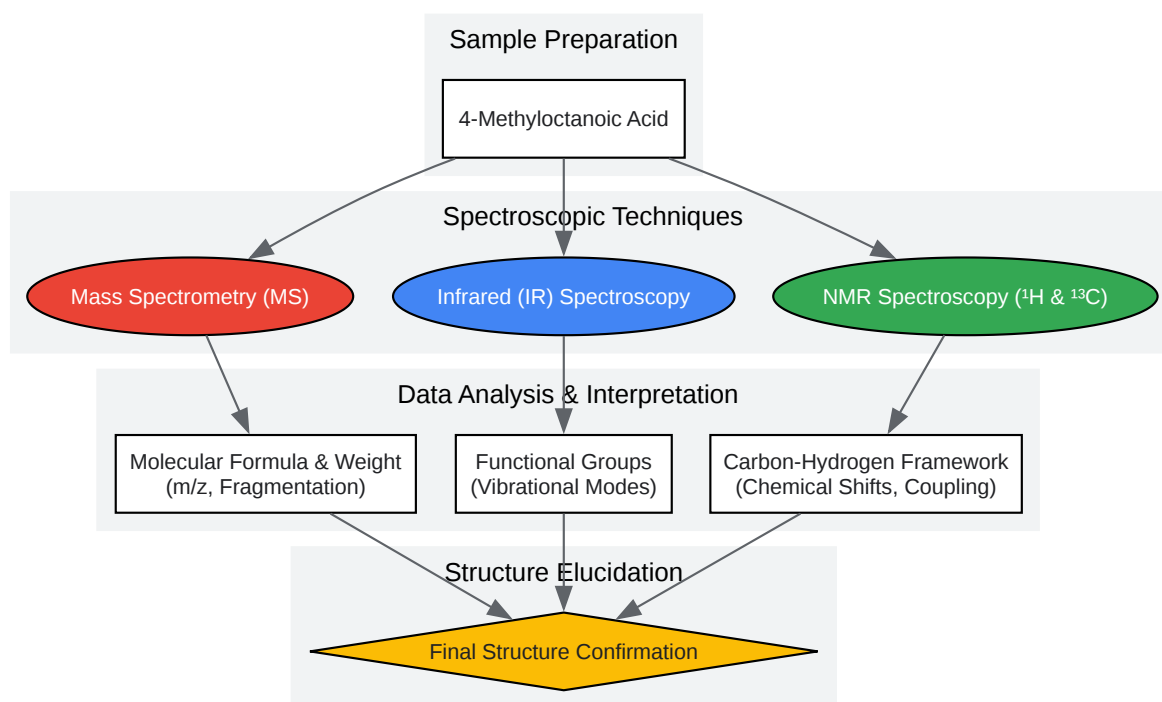 Sample Preparation
4-Methyloctanoic Acid
Spectroscopic Techniques
Mass Spectrometry (MS)
Infrared (IR) Spectroscopy
NMR Spectroscopy (¹H & ¹³C)
Data Analysis & Interpretation
Molecular Formula & Weight
(m/z, Fragmentation)
Functional Groups
(Vibrational Modes)
Carbon-Hydrogen Framework
(Chemical Shifts, Coupling)
Structure Elucidation
Final Structure Confirmation